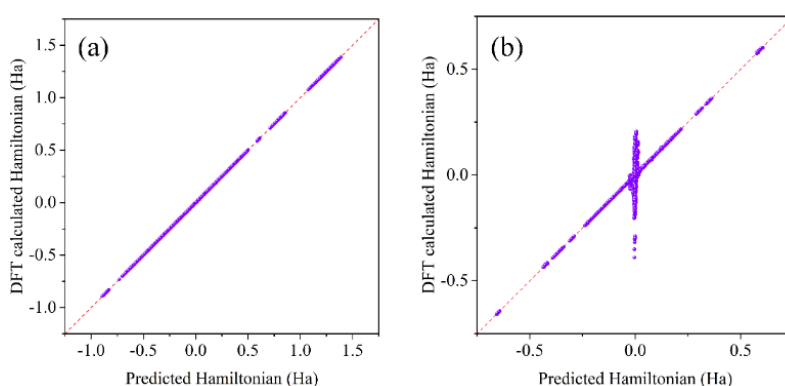 (a)
DFT calculated Hamiltonian (Ha)
1.5
1.0
0.5
0.0
-0.5
-1.0
-1.0 -0.5 0.0 0.5 1.0 1.5
Predicted Hamiltonian (Ha)
(b)
DFT calculated Hamiltonian (Ha)
0.5
0.0
-0.5
-0.5 0.0 0.5
Predicted Hamiltonian (Ha)